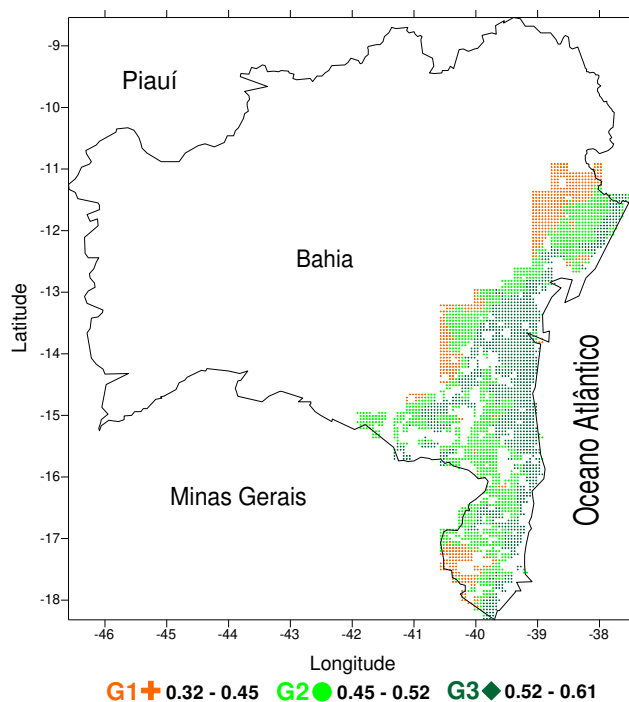 -9
Piauí
-10
-11
-12
Bahia
-13
Latitude
-14
Oceano Atlântico
-15
-16
Minas Gerais
-17
-18
-46 -45 -44 -43 -42 -41 -40 -39 -38
Longitude
G1 0.32 - 0.45 G2 0.45 - 0.52 G3 0.52 - 0.61